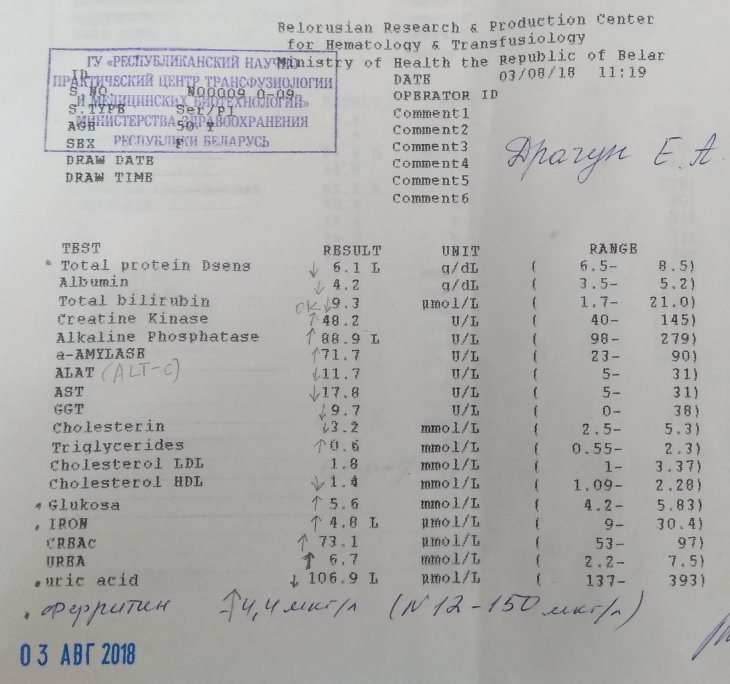 Belorusian Research & Production Center
for Hematology & Transfusiology
Ministry of Health the Republic of Belar
ГУ «РЕСПУБЛИКАНСКИЙ НАУЧНО
ПРАКТИЧЕСКИЙ ЦЕНТР ТРАНСФУЗИОЛОГИИ
И МЕДИЦИНСКИХ БИОТЕХНОЛОГИЙ»
МИНИСТЕРСТВА ЗДРАВООХРАНЕНИЯ
РЕСПУБЛИКИ БЕЛАРУСЬ
ID DATE 03/08/18 11:19
S.NO N00009 0-09 OPERATOR ID
S.TYPE Ser/Pl Comment1
AGE 50 Y Comment2
SEX F Comment3
DRAW DATE Comment4
DRAW TIME Comment5
Comment6
Драгун Е. А.
TEST RESULT UNIT RANGE
• Total protein Dsens ↓ 6.1 L g/dL ( 6.5- 8.5)
Albumin ↓ 4.2 g/dL ( 3.5- 5.2)
Total bilirubin OK ↓ 9.3 µmol/L ( 1.7- 21.0)
Creatine Kinase ↑ 48.2 U/L ( 40- 145)
Alkaline Phosphatase ↑ 88.9 L U/L ( 98- 279)
a-AMYLASE ↑ 71.7 U/L ( 23- 90)
ALAT (ALT-C) ↓ 11.7 U/L ( 5- 31)
AST ↓ 17.8 U/L ( 5- 31)
GGT ↓ 9.7 U/L ( 0- 38)
Cholesterin ↓ 3.2 mmol/L ( 2.5- 5.3)
Triglycerides ↑ 0.6 mmol/L ( 0.55- 2.3)
Cholesterol LDL 1.8 mmol/L ( 1- 3.37)
Cholesterol HDL ↓ 1.4 mmol/L ( 1.09- 2.28)
• Glukosa ↑ 5.6 mmol/L ( 4.2- 5.83)
• IRON ↑ 4.8 L µmol/L ( 9- 30.4)
CREAc ↑ 73.1 µmol/L ( 53- 97)
UREA ↑ 6.7 mmol/L ( 2.2- 7.5)
• uric acid ↓ 106.9 L µmol/L ( 137- 393)
• Ферритин ↑ 4,4 мкг/л (N 12-150 мкг/л)
03 АВГ 2018